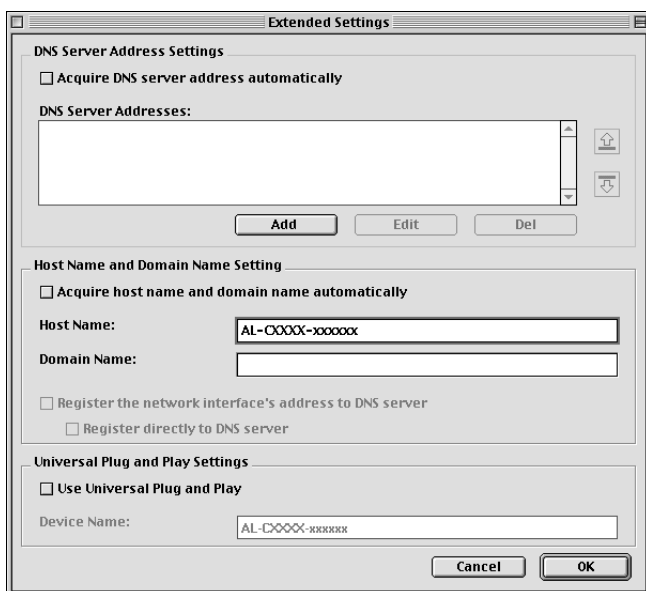 Extended Settings
DNS Server Address Settings
Acquire DNS server address automatically
DNS Server Addresses:
Add Edit Del
Host Name and Domain Name Setting
Acquire host name and domain name automatically
Host Name: AL-CXXXX-xxxxxx
Domain Name:
Register the network interface's address to DNS server
Register directly to DNS server
Universal Plug and Play Settings
Use Universal Plug and Play
Device Name: AL-CXXXX-xxxxxx
Cancel OK